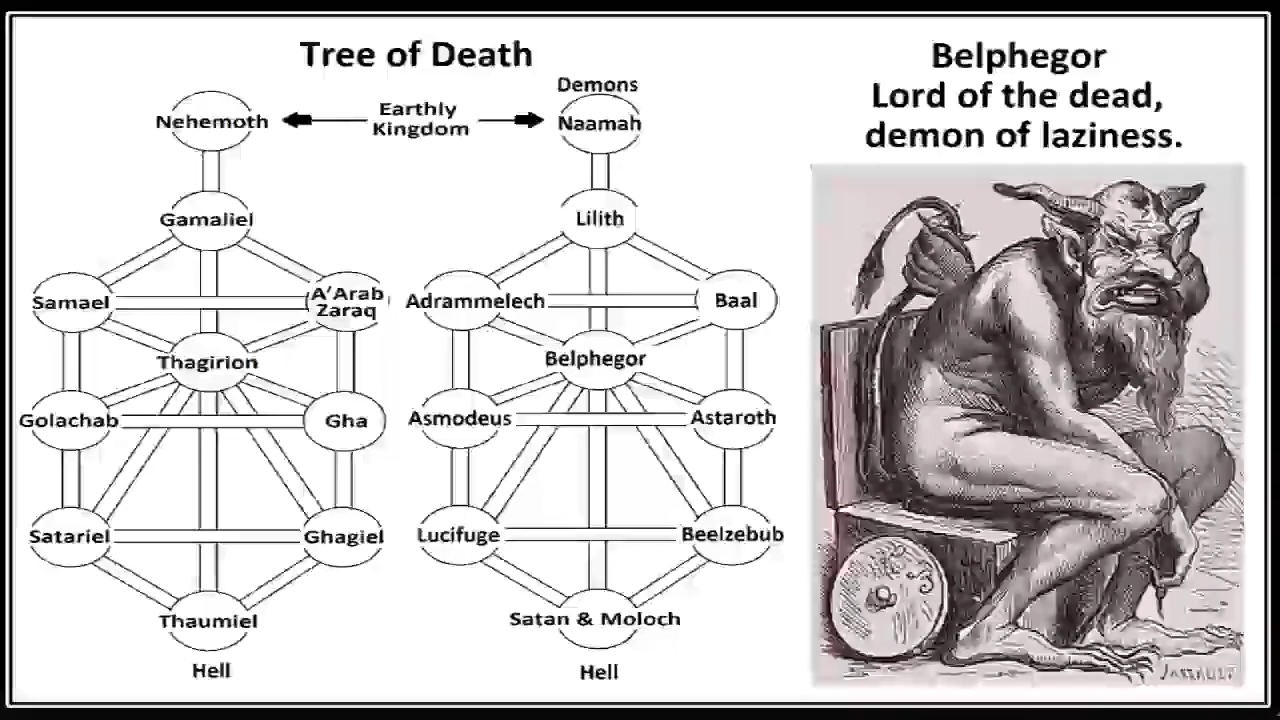 Tree of Death
Demons
Nehemoth
Earthly
Kingdom
Naamah
Gamaliel
Lilith
Samael
A'Arab
Zaraq
Adrammelech
Baal
Thagirion
Belphegor
Golachab
Gha
Asmodeus
Astaroth
Satariel
Ghagiel
Lucifuge
Beelzebub
Thaumiel
Satan & Moloch
Hell
Hell
Belphegor
Lord of the dead,
demon of laziness.